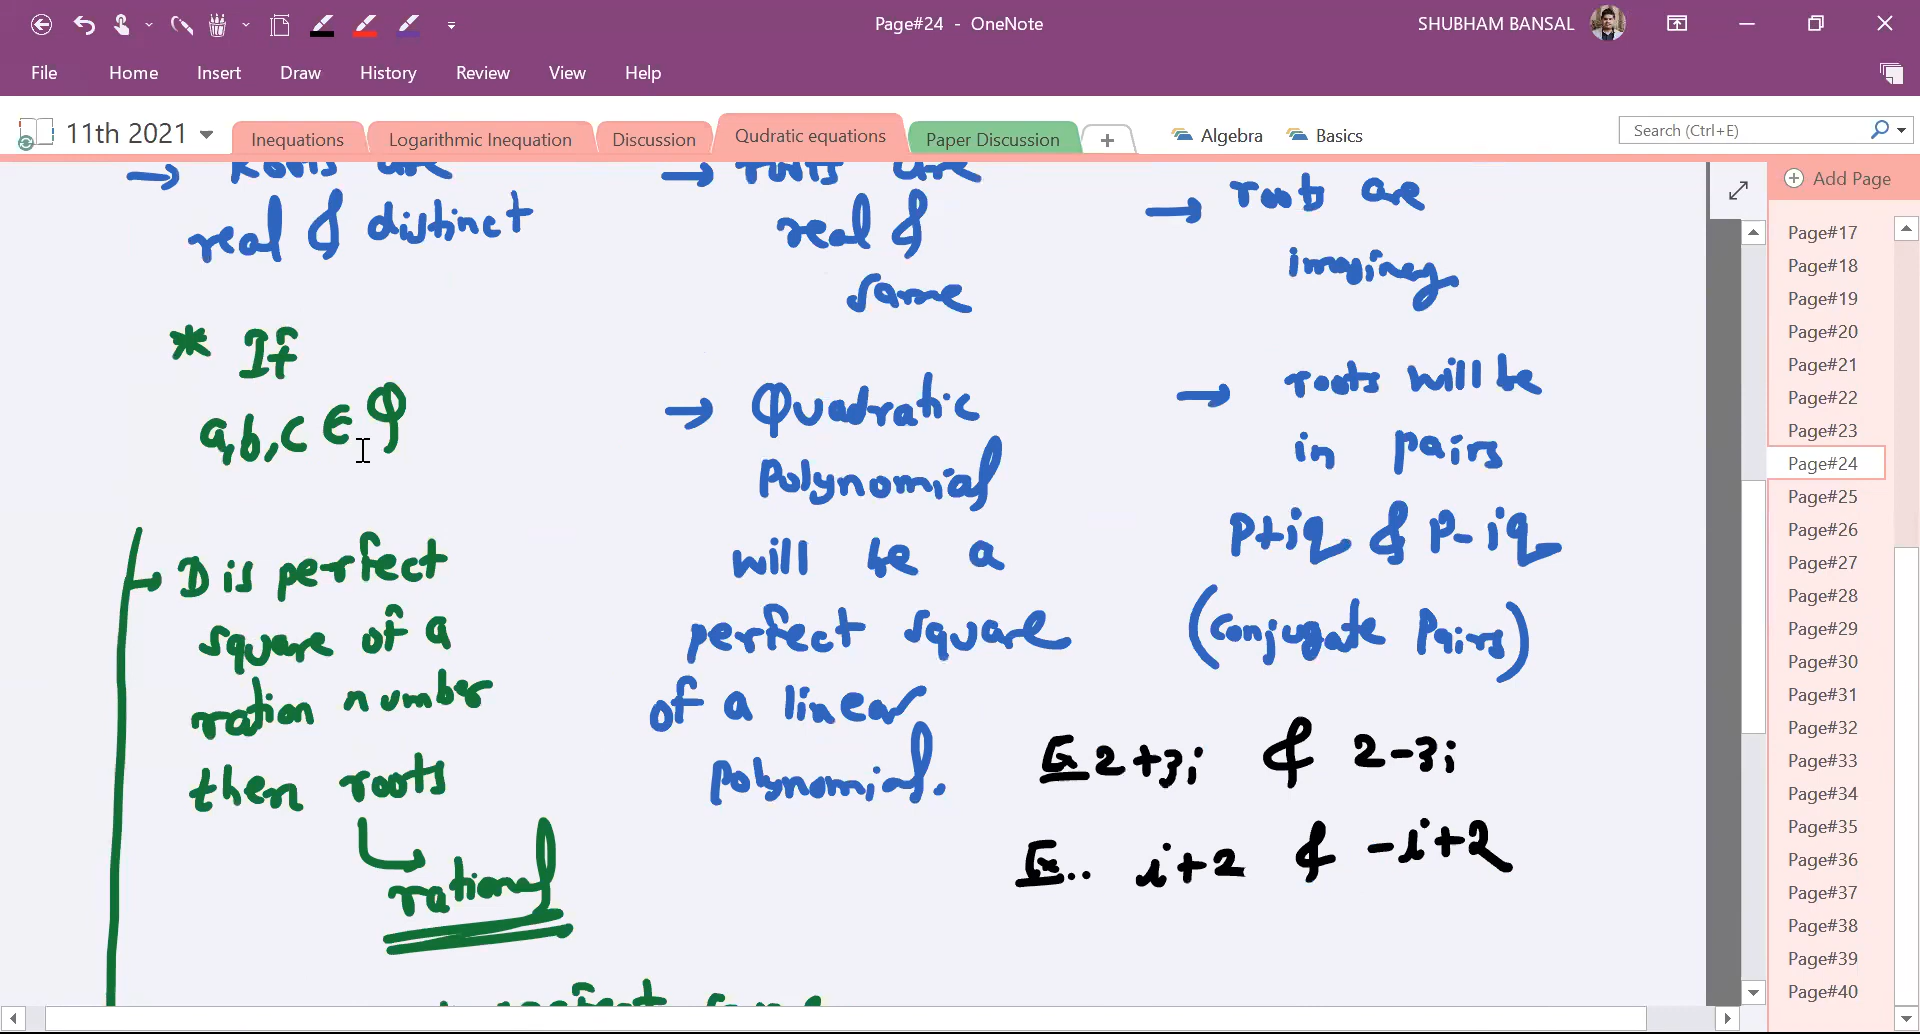 Page#24 - OneNote
SHUBHAM BANSAL
File Home Insert Draw History Review View Help
11th 2021
Inequations
Logarithmic Inequation
Discussion
Qudratic equations
Paper Discussion
+
Algebra
Basics
Search (Ctrl+E)
Add Page
→ Roots are
real & distinct
* If
a,b,c ∈ Q
→ D is perfect
square of a
ration number
then roots
rational
→ roots are
real &
same
→ Quadratic
Polynomial
will be a
perfect square
of a linear
polynomial.
→ roots are
→ roots will be
in pairs
P+iq & P-iq
(Conjugate Pairs)
Ex 2+3i & 2-3i
Ex.. i+2 & -i+2
perfect
Page#17
Page#18
Page#19
Page#20
Page#21
Page#22
Page#23
Page#24
Page#25
Page#26
Page#27
Page#28
Page#29
Page#30
Page#31
Page#32
Page#33
Page#34
Page#35
Page#36
Page#37
Page#38
Page#39
Page#40